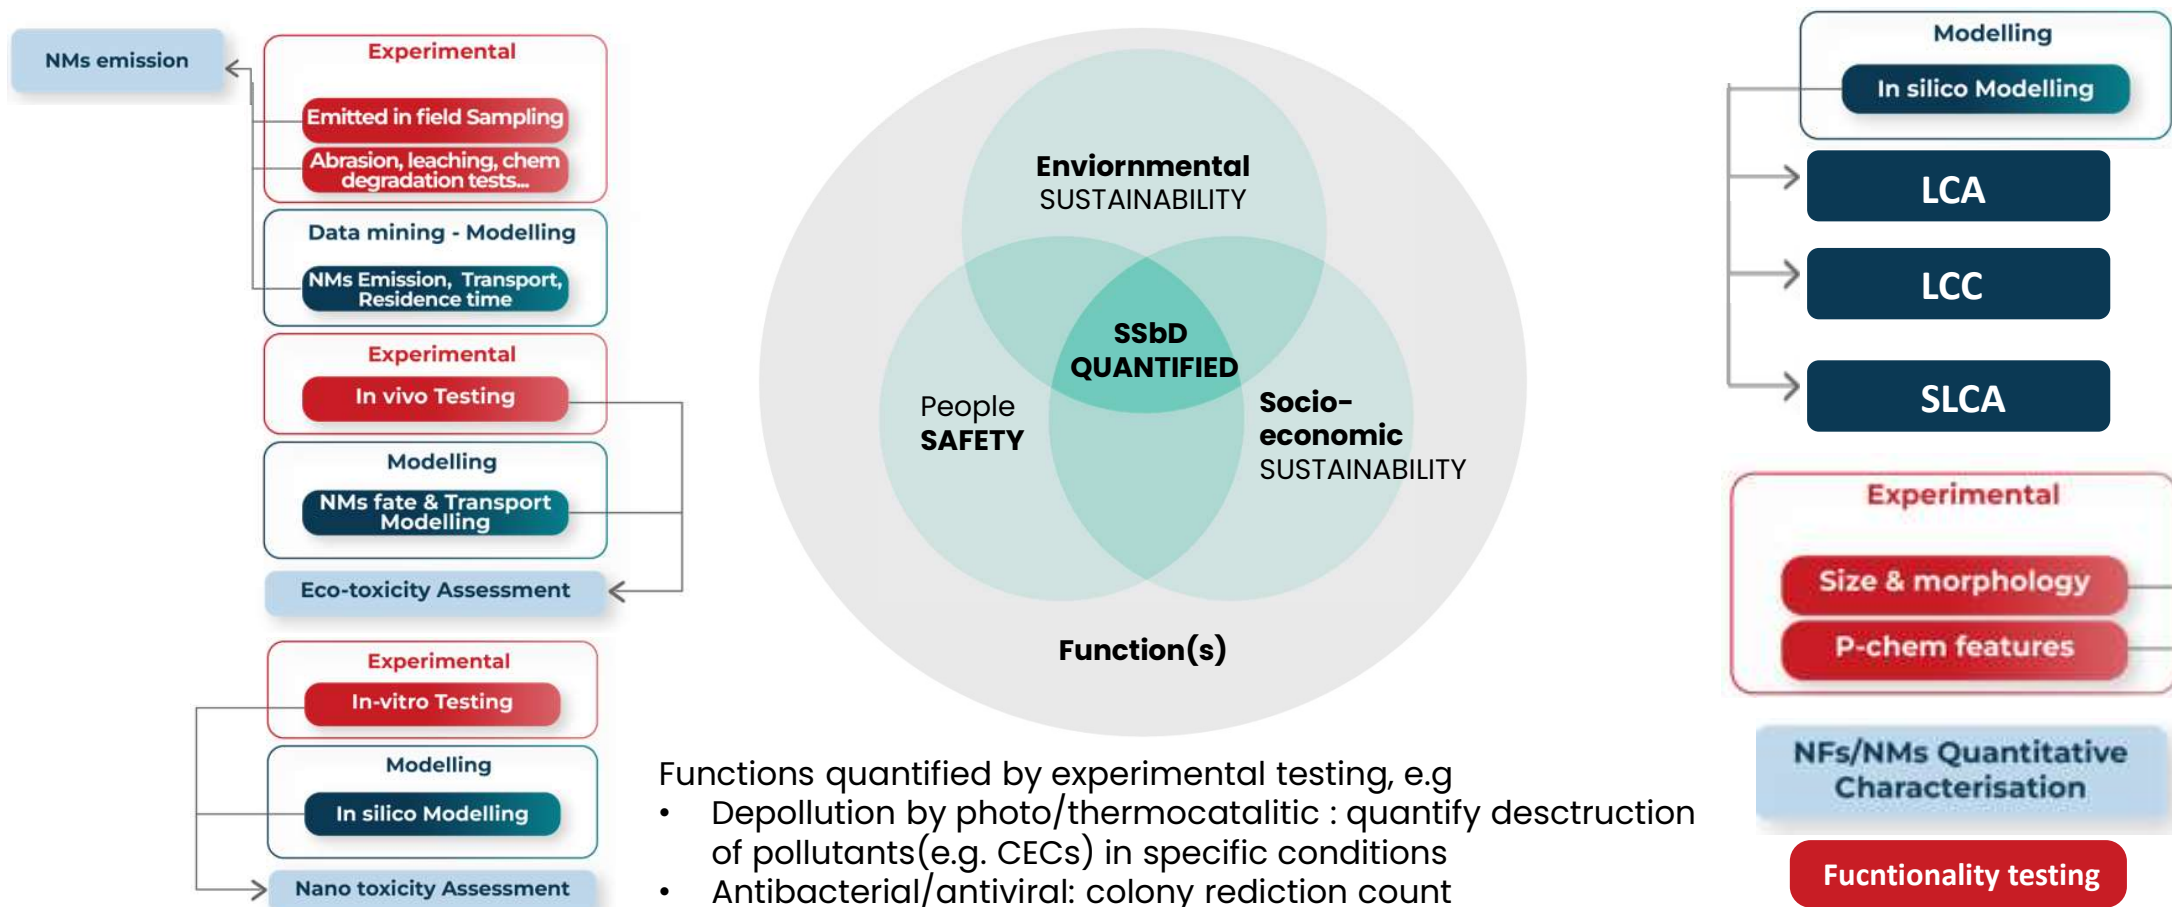 NMs emission
Experimental
Emitted in field Sampling
Abrasion, leaching, chem
degradation tests...
Data mining - Modelling
NMs Emission, Transport,
Residence time
Experimental
In vivo Testing
Modelling
NMs fate & Transport
Modelling
Eco-toxicity Assessment
Experimental
In-vitro Testing
Modelling
In silico Modelling
Nano toxicity Assessment
Enviornmental
SUSTAINABILITY
SSbD
QUANTIFIED
People
SAFETY
Socio-
economic
SUSTAINABILITY
Function(s)
Functions quantified by experimental testing, e.g
• Depollution by photo/thermocatalitic : quantify desctruction
of pollutants(e.g. CECs) in specific conditions
• Antibacterial/antiviral: colony rediction count
Modelling
In silico Modelling
LCA
LCC
SLCA
Experimental
Size & morphology
P-chem features
NFs/NMs Quantitative
Characterisation
Fucntionality testing